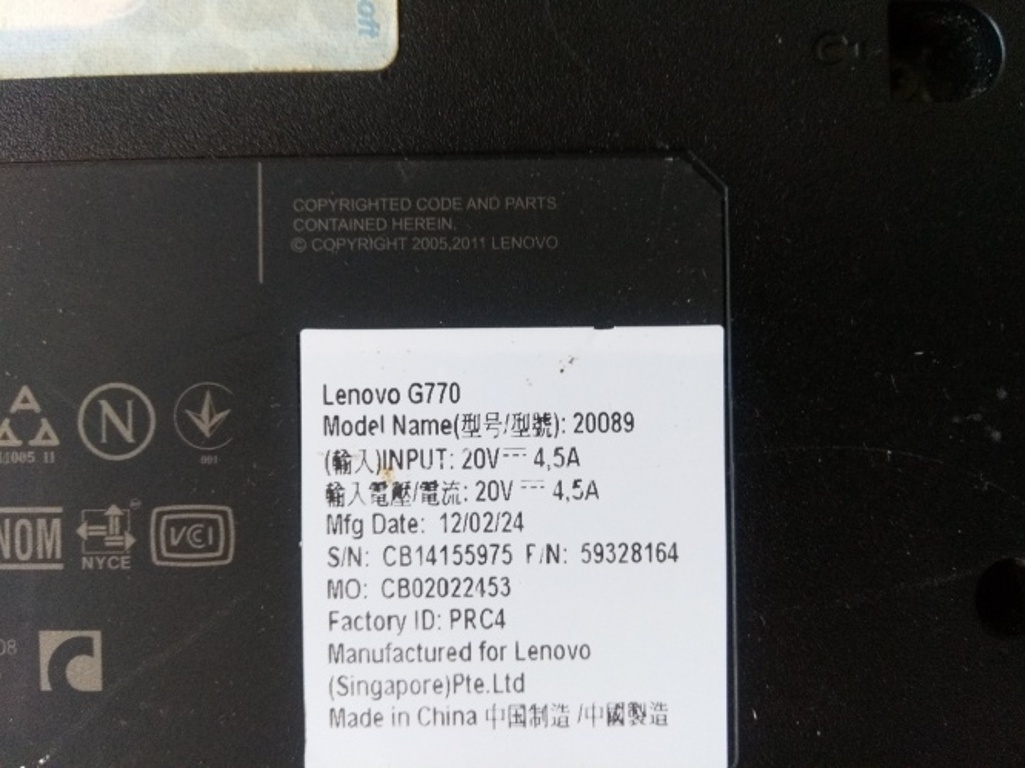 oft
COPYRIGHTED CODE AND PARTS
CONTAINED HEREIN.
© COPYRIGHT 2005,2011 LENOVO
Lenovo G770
Model Name(型号/型號): 20089
(輸入)INPUT: 20V⎓ 4,5A
輸入電壓/電流: 20V ⎓ 4,5A
Mfg Date: 12/02/24
S/N: CB14155975 F/N: 59328164
MO: CB02022453
Factory ID: PRC4
Manufactured for Lenovo
(Singapore)Pte.Ltd
Made in China 中国制造 /中國製造
A
N
001
NOM
NYCE
VCI
08